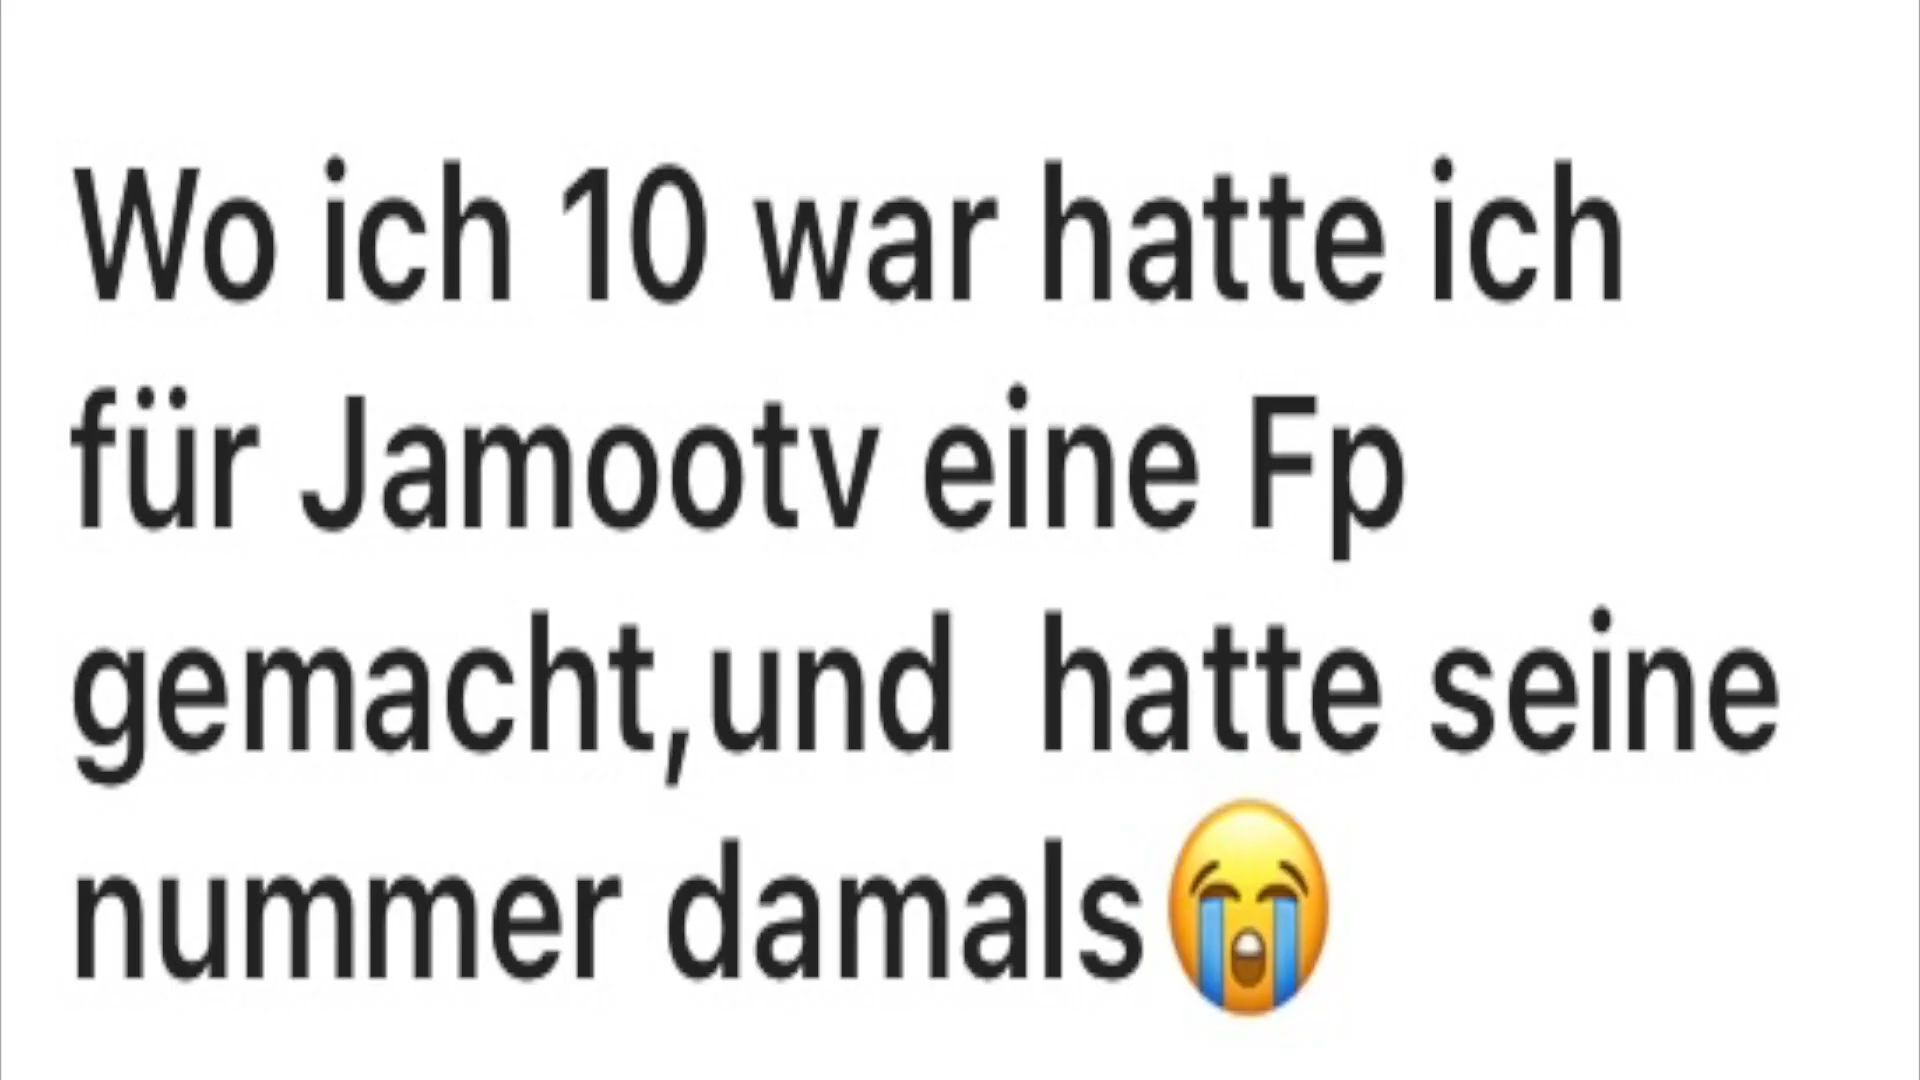 Wo ich 10 war hatte ich
für Jamootv eine Fp
gemacht,und  hatte seine
nummer damals😭